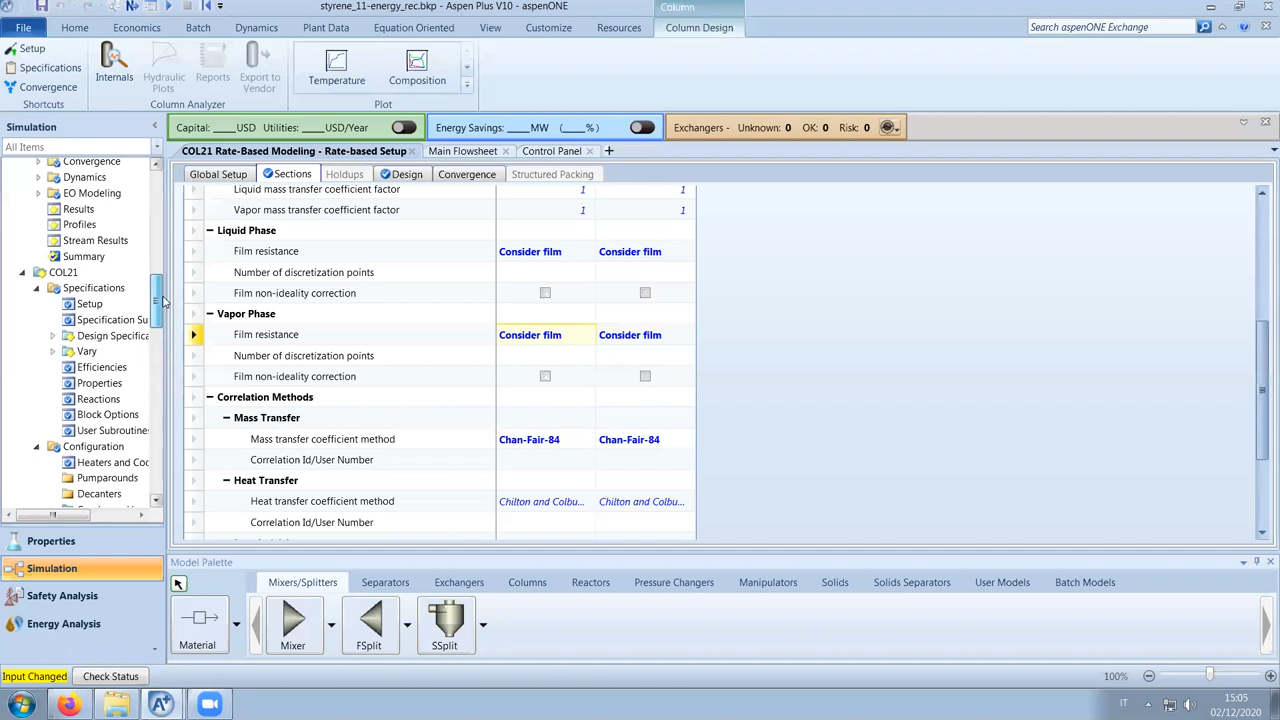 styrene_11-energy_rec.bkp - Aspen Plus V10 - aspenONE
Column
File Home Economics Batch Dynamics Plant Data Equation Oriented View Customize Resources Column Design Search aspenONE Exchange
Setup
Specifications
Convergence
Shortcuts
Internals
Hydraulic Plots
Reports
Export to Vendor
Column Analyzer
Temperature
Composition
Plot
Simulation
All Items
Capital: ____USD Utilities: ____USD/Year
Energy Savings: ____MW (____%)
Exchangers - Unknown: 0 OK: 0 Risk: 0
COL21 Rate-Based Modeling - Rate-based Setup Main Flowsheet Control Panel
Global Setup Sections Holdups Design Convergence Structured Packing
Convergence
Dynamics
EO Modeling
Results
Profiles
Stream Results
Summary
COL21
Specifications
Setup
Specification Su
Design Specifica
Vary
Efficiencies
Properties
Reactions
Block Options
User Subroutine
Configuration
Heaters and Coo
Pumparounds
Decanters
Liquid mass transfer coefficient factor 1 1
Vapor mass transfer coefficient factor 1 1
Liquid Phase
Film resistance Consider film Consider film
Number of discretization points
Film non-ideality correction
Vapor Phase
Film resistance Consider film Consider film
Number of discretization points
Film non-ideality correction
Correlation Methods
Mass Transfer
Mass transfer coefficient method Chan-Fair-84 Chan-Fair-84
Correlation Id/User Number
Heat Transfer
Heat transfer coefficient method Chilton and Colbu... Chilton and Colbu...
Correlation Id/User Number
Properties
Simulation
Safety Analysis
Energy Analysis
Model Palette
Mixers/Splitters Separators Exchangers Columns Reactors Pressure Changers Manipulators Solids Solids Separators User Models Batch Models
Material
Mixer
FSplit
SSplit
Input Changed Check Status 100%
IT
15:05
02/12/2020